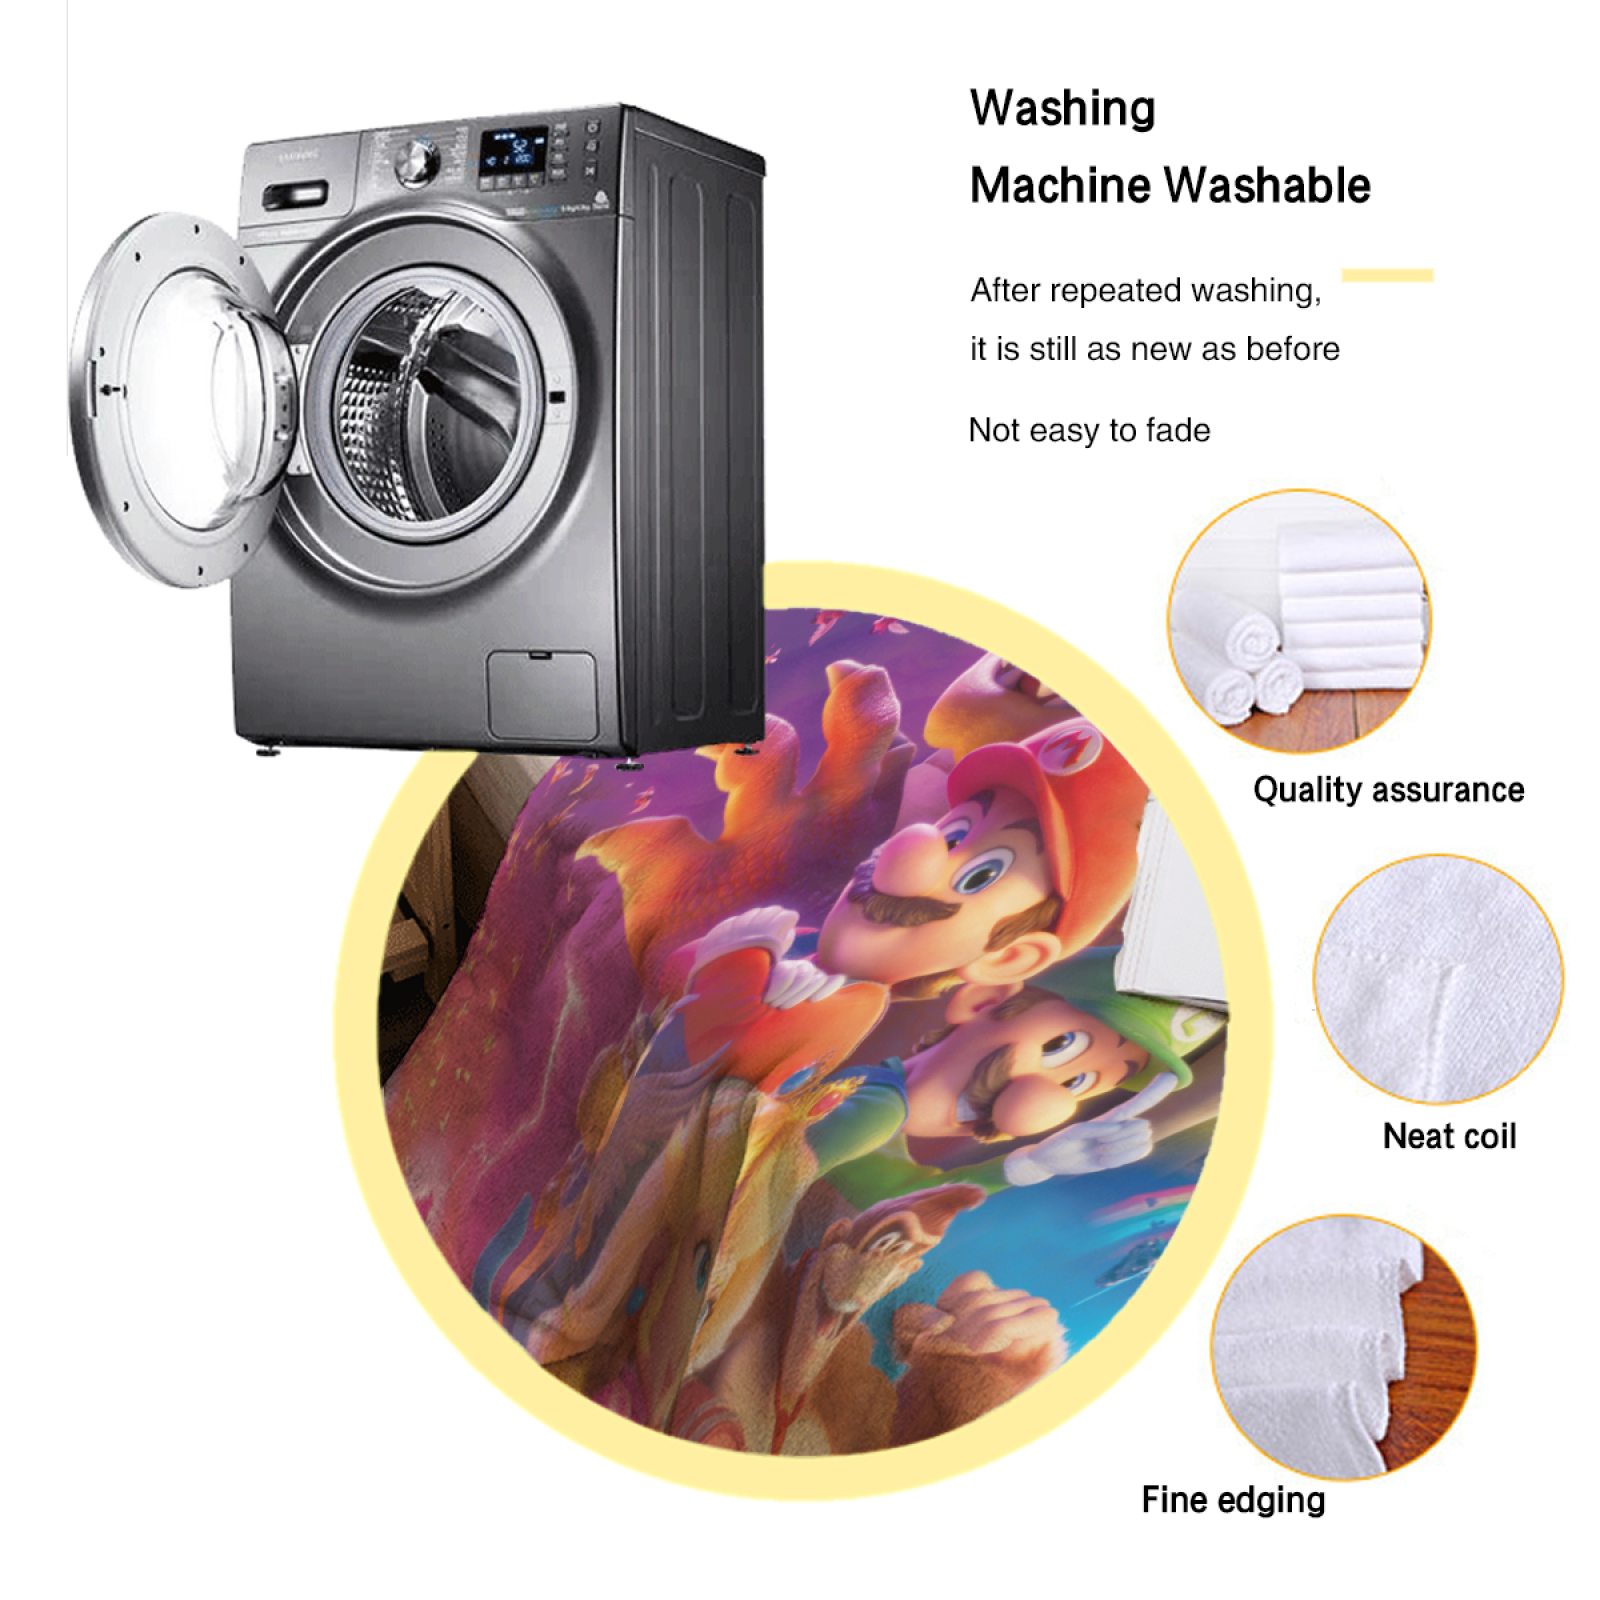 Washing
Machine Washable
After repeated washing,
it is still as new as before
Not easy to fade
Quality assurance
Neat coil
Fine edging
SAMSUNG
M